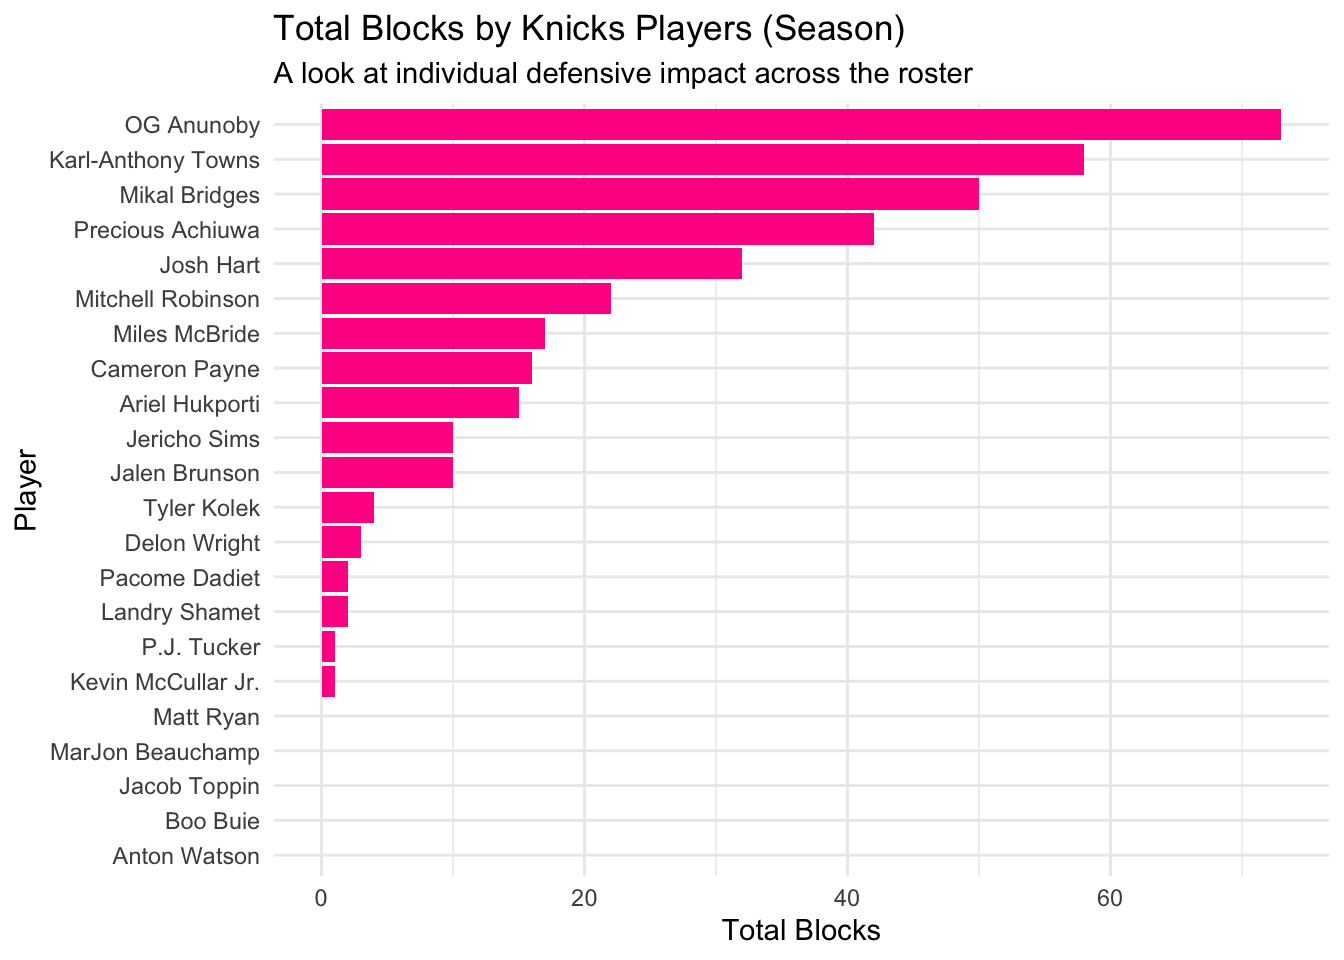 Total Blocks by Knicks Players (Season)
A look at individual defensive impact across the roster
OG Anunoby
Karl-Anthony Towns
Mikal Bridges
Precious Achiuwa
Josh Hart
Mitchell Robinson
Miles McBride
Cameron Payne
Ariel Hukporti
Jericho Sims
Jalen Brunson
Tyler Kolek
Delon Wright
Pacome Dadiet
Landry Shamet
P.J. Tucker
Kevin McCullar Jr.
Matt Ryan
MarJon Beauchamp
Jacob Toppin
Boo Buie
Anton Watson
Player
0 20 40 60
Total Blocks